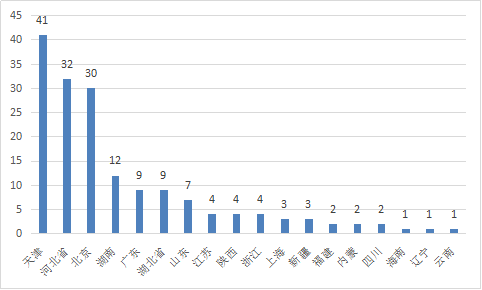 45
40
35
30
25
20
15
10
5
0
41
32
30
12
9
9
7
4
4
4
3
3
2
2
2
1
1
1
天津
河北省
北京
湖南
广东
湖北省
山东
江苏
陕西
浙江
上海
新疆
福建
内蒙
四川
海南
辽宁
云南